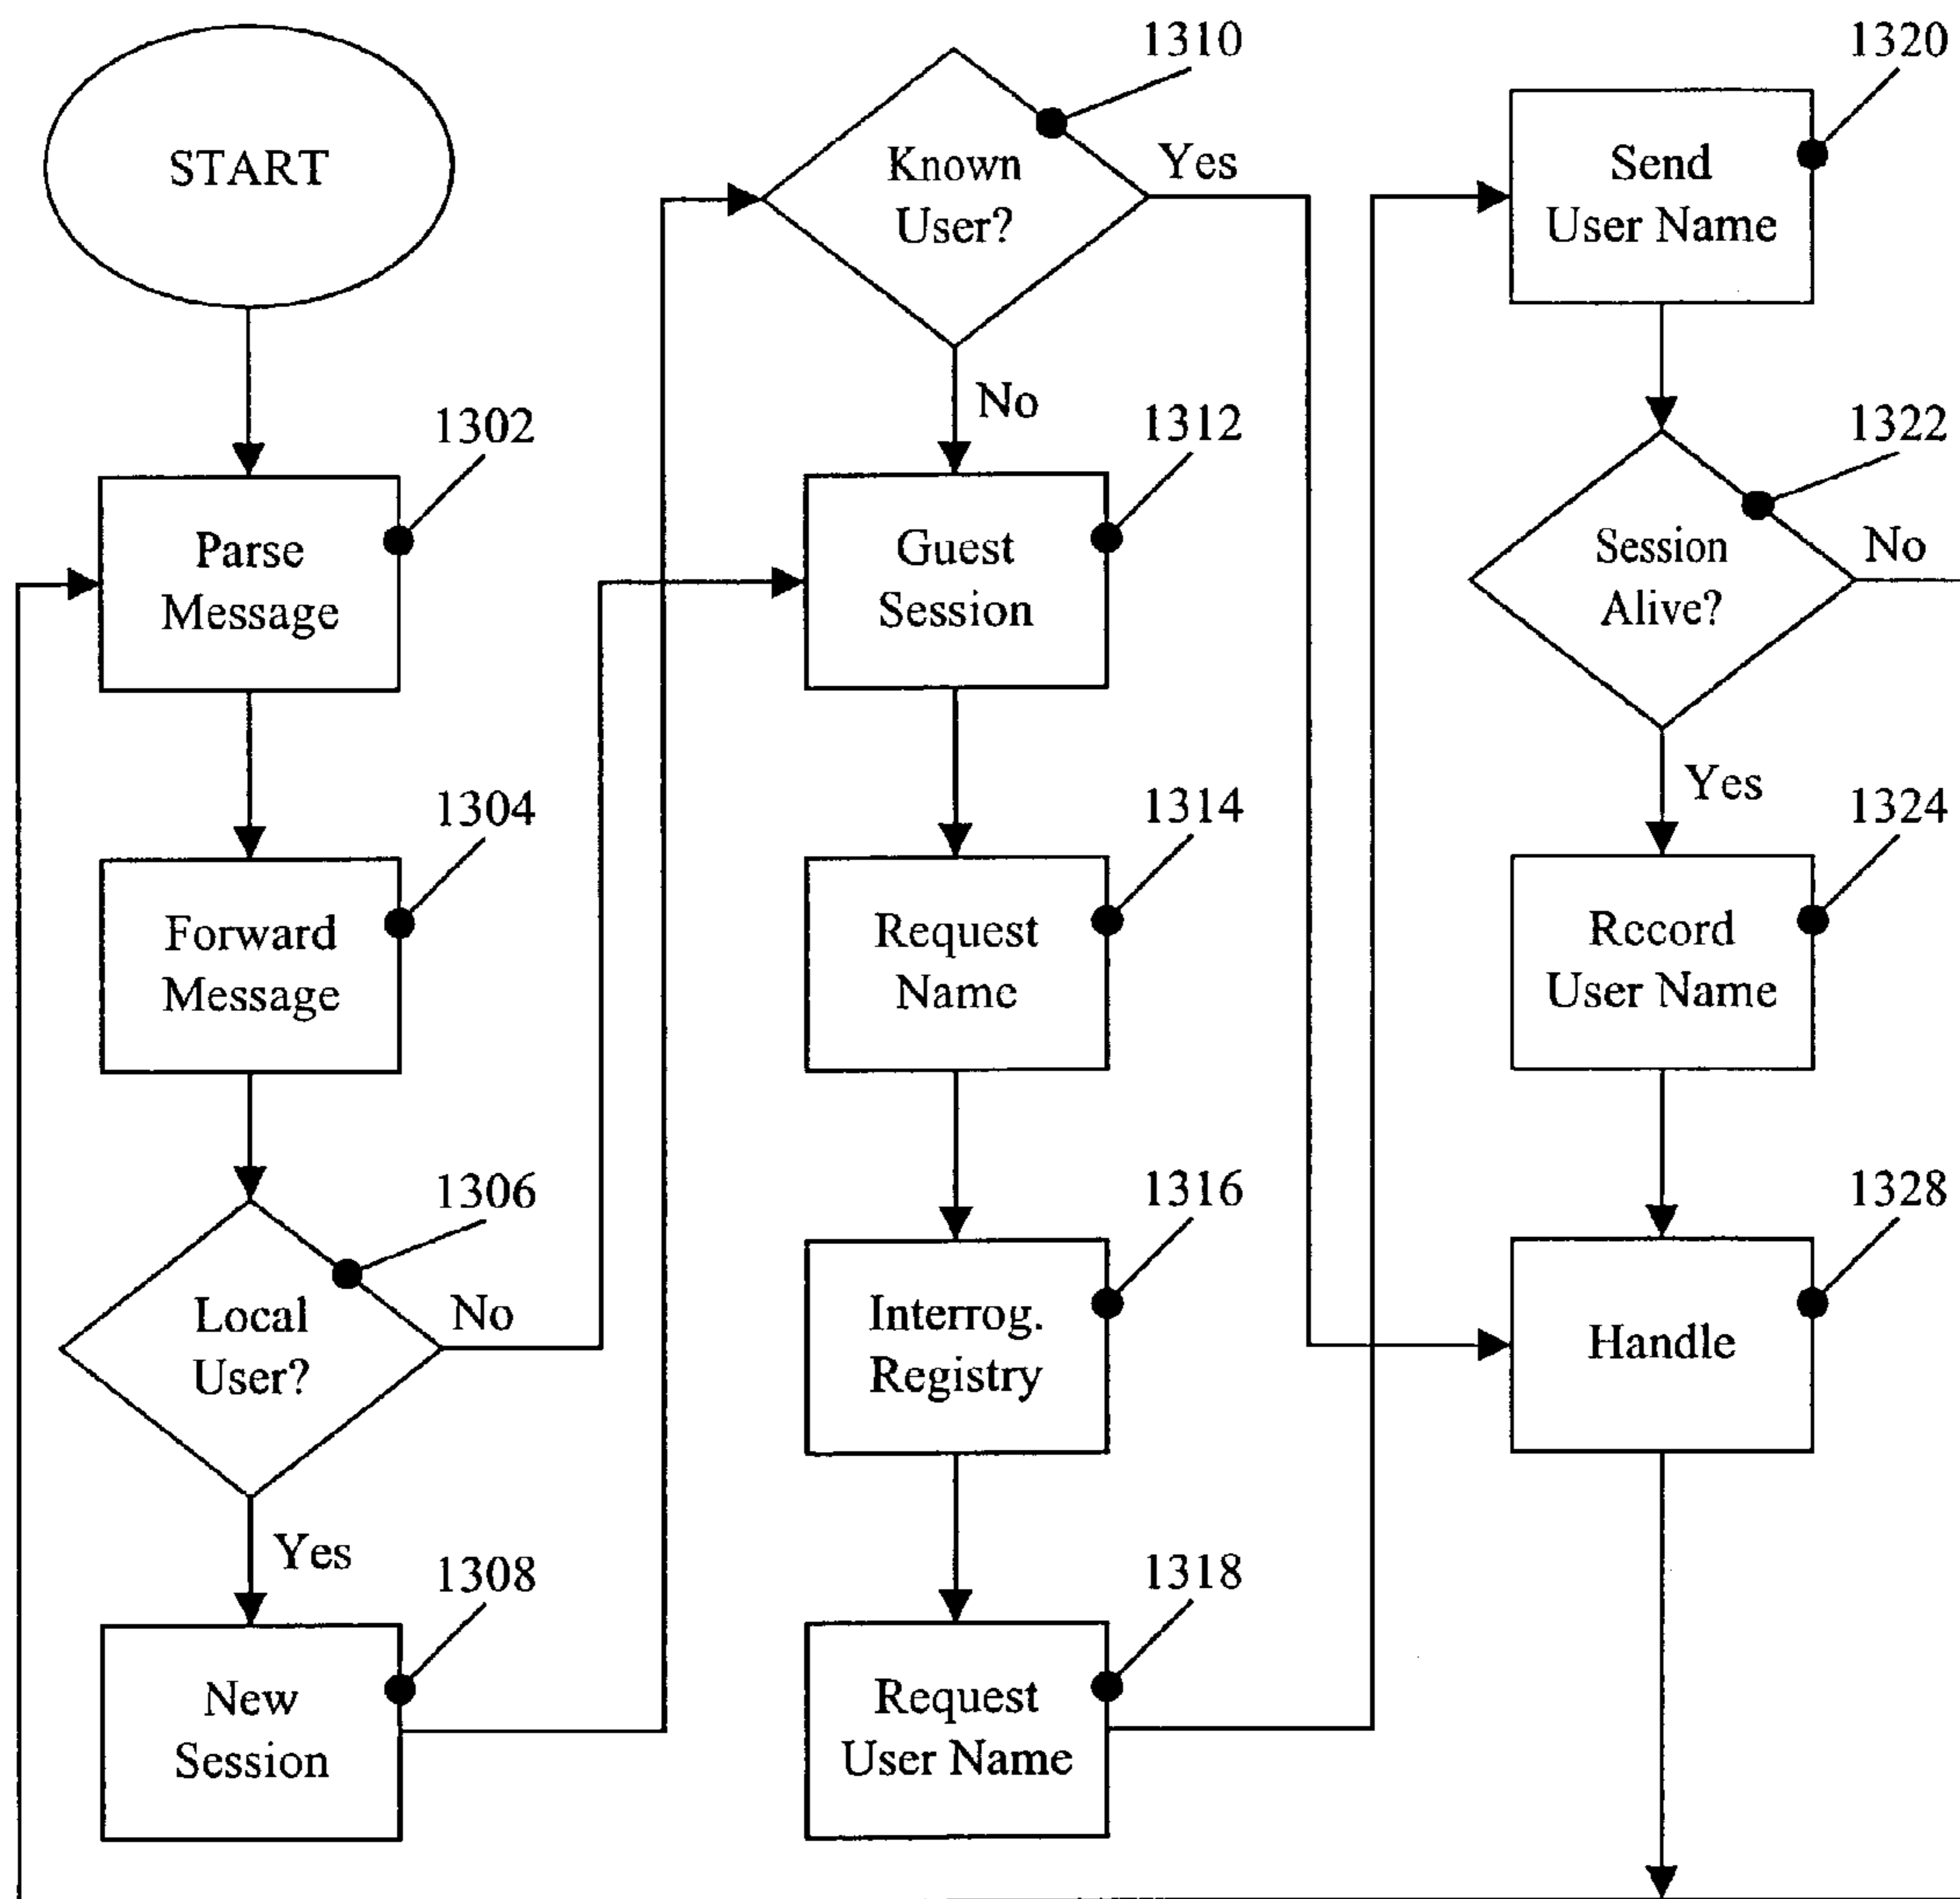 START
1302
Parse
Message
1304
Forward
Message
1306
Local
User?
No
Yes
1308
New
Session
1310
Known
User?
Yes
No
1312
Guest
Session
1314
Request
Name
1316
Interrog.
Registry
1318
Request
User Name
1320
Send
User Name
1322
Session
Alive?
No
Yes
1324
Record
User Name
1328
Handle